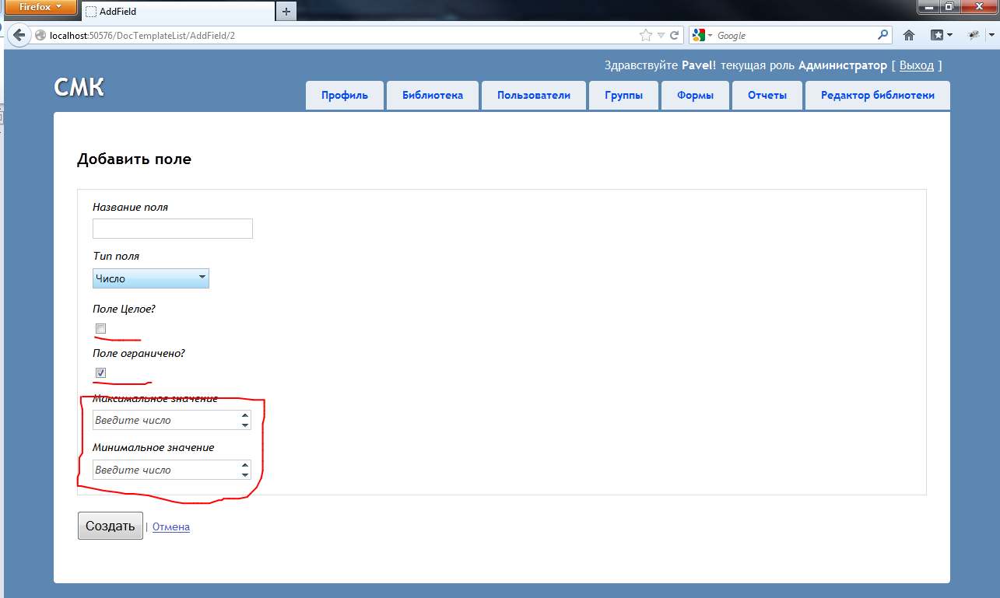 Firefox
AddField
localhost:50576/DocTemplateList/AddField/2
Google
Здравствуйте Pavel! текущая роль Администратор [ Выход ]
СМК
Профиль Библиотека Пользователи Группы Формы Отчеты Редактор библиотеки
Добавить поле
Название поля
Тип поля
Число
Поле Целое?
Поле ограничено?
Максимальное значение
Введите число
Минимальное значение
Введите число
Создать | Отмена